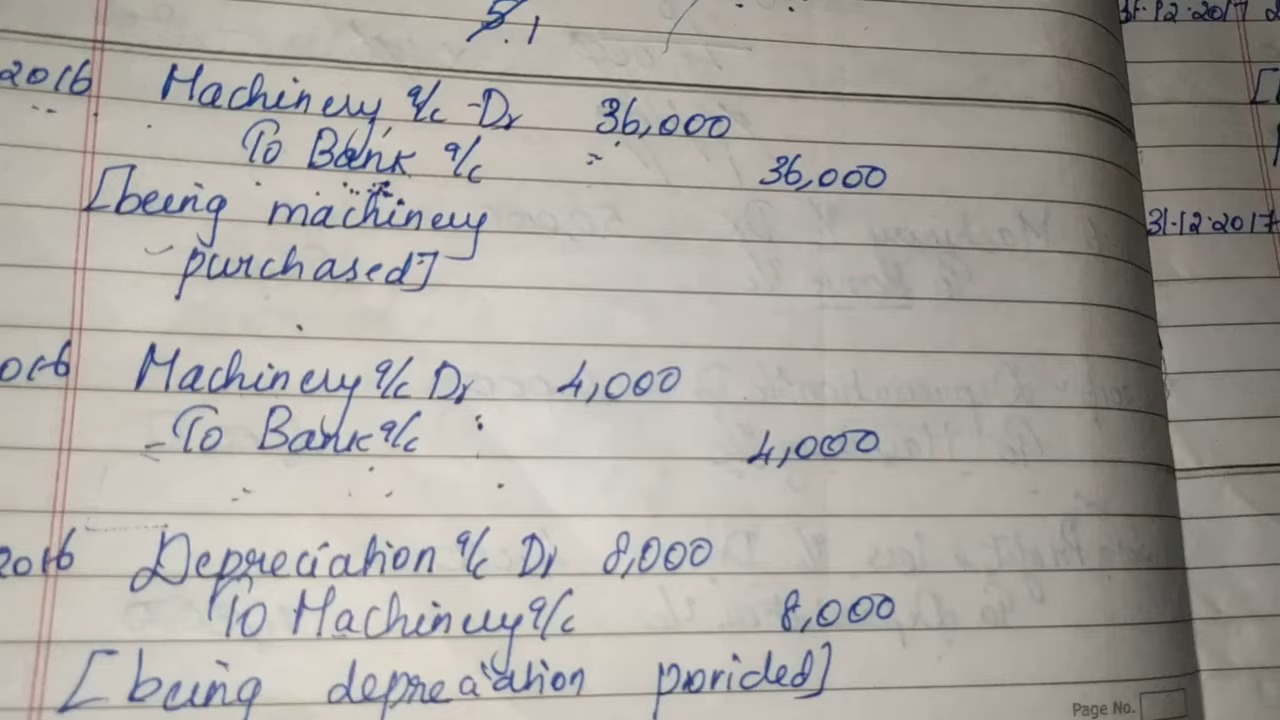 5.1
31.12.2017
2016 Machinery a/c Dr 36,000
To Bank a/c 36,000
[being machinery
purchased]
31.12.2017
016 Machinery a/c Dr 4,000
To Bank a/c 4,000
2016 Depreciation a/c Dr 8,000
To Machinery a/c 8,000
[being depreciation porided]
Page No.